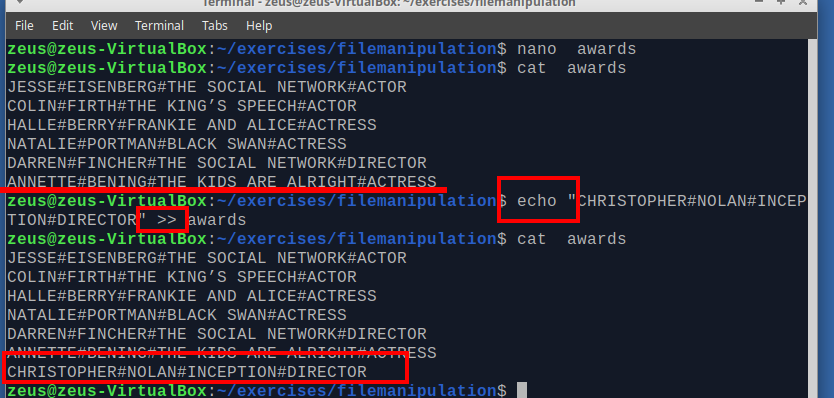 Terminal - zeus@zeus-VirtualBox: ~/exercises/filemanipulation
File Edit View Terminal Tabs Help
zeus@zeus-VirtualBox:~/exercises/filemanipulation$ nano  awards
zeus@zeus-VirtualBox:~/exercises/filemanipulation$ cat  awards
JESSE#EISENBERG#THE SOCIAL NETWORK#ACTOR
COLIN#FIRTH#THE KING’S SPEECH#ACTOR
HALLE#BERRY#FRANKIE AND ALICE#ACTRESS
NATALIE#PORTMAN#BLACK SWAN#ACTRESS
DARREN#FINCHER#THE SOCIAL NETWORK#DIRECTOR
ANNETTE#BENING#THE KIDS ARE ALRIGHT#ACTRESS
zeus@zeus-VirtualBox:~/exercises/filemanipulation$ echo "CHRISTOPHER#NOLAN#INCEP
TION#DIRECTOR" >> awards
zeus@zeus-VirtualBox:~/exercises/filemanipulation$ cat  awards
JESSE#EISENBERG#THE SOCIAL NETWORK#ACTOR
COLIN#FIRTH#THE KING’S SPEECH#ACTOR
HALLE#BERRY#FRANKIE AND ALICE#ACTRESS
NATALIE#PORTMAN#BLACK SWAN#ACTRESS
DARREN#FINCHER#THE SOCIAL NETWORK#DIRECTOR
ANNETTE#BENING#THE KIDS ARE ALRIGHT#ACTRESS
CHRISTOPHER#NOLAN#INCEPTION#DIRECTOR
zeus@zeus-VirtualBox:~/exercises/filemanipulation$